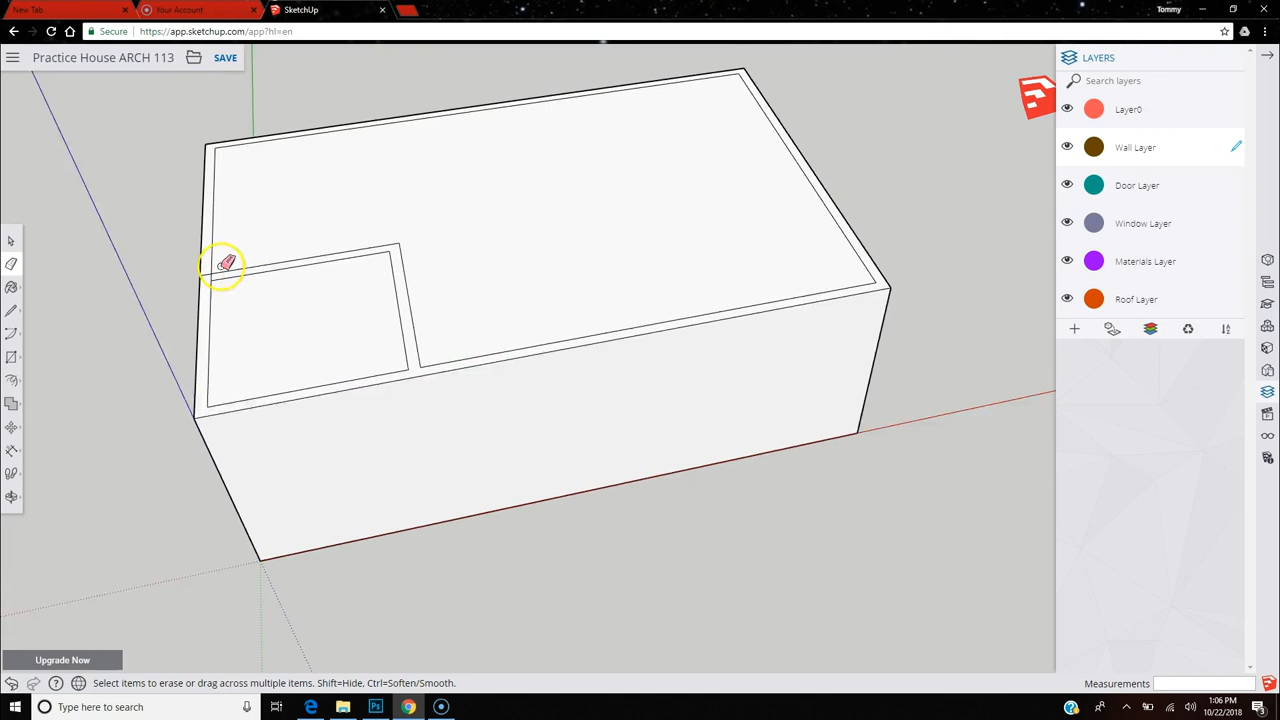 New Tab
Your Account
SketchUp
Tommy
Secure
https://app.sketchup.com/app?hl=en
Practice House ARCH 113
SAVE
LAYERS
Search layers
Layer0
Wall Layer
Door Layer
Window Layer
Materials Layer
Roof Layer
Upgrade Now
Select items to erase or drag across multiple items. Shift=Hide, Ctrl=Soften/Smooth.
Measurements
Type here to search
Ps
1:06 PM
10/22/2018